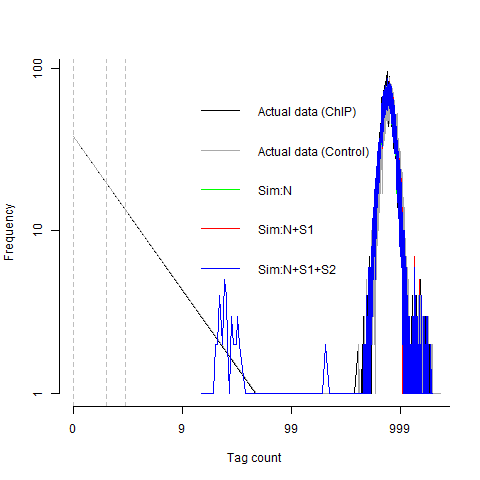 100
10
1
Frequency
Actual data (ChIP)
Actual data (Control)
Sim:N
Sim:N+S1
Sim:N+S1+S2
0 9 99 999
Tag count